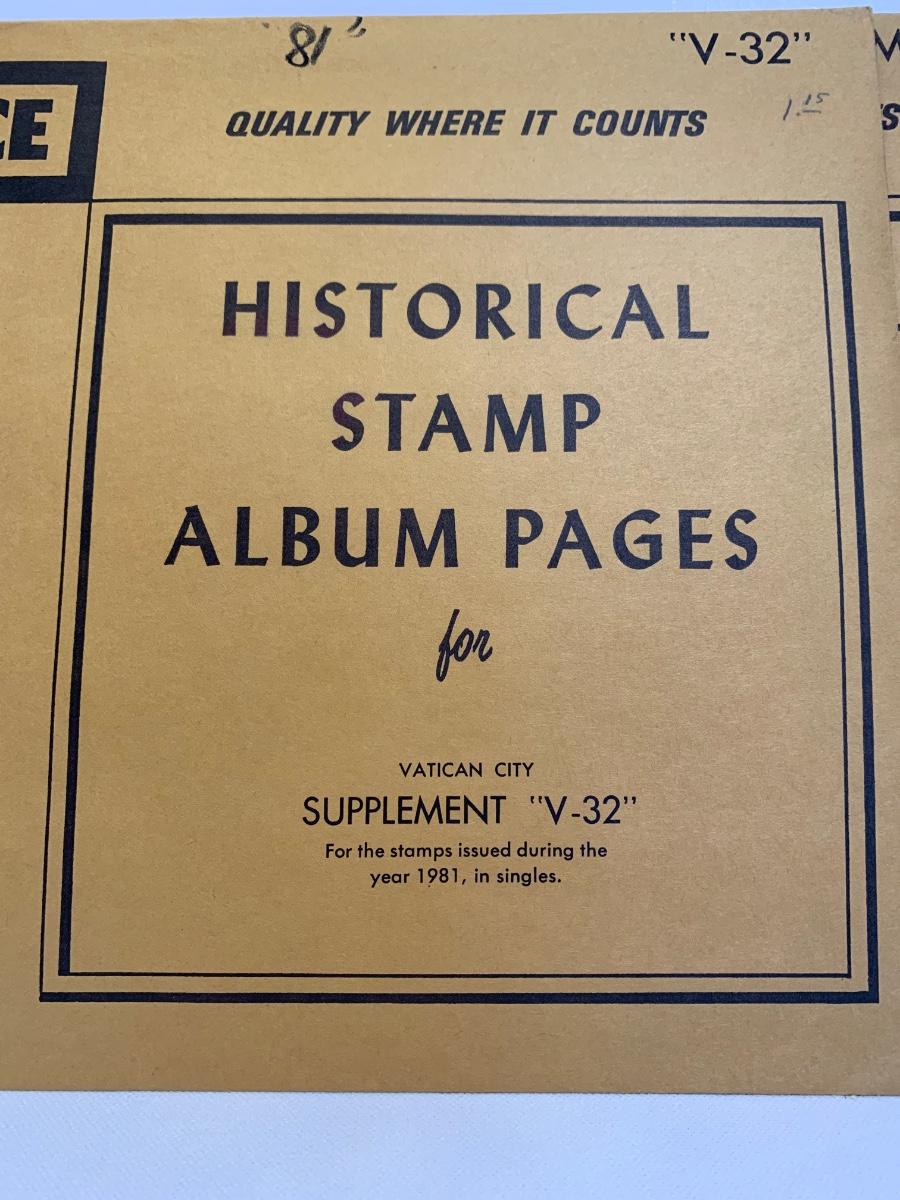 "81" "V-32"
CE QUALITY WHERE IT COUNTS 1.15
HISTORICAL
STAMP
ALBUM PAGES
for
VATICAN CITY
SUPPLEMENT "V-32"
For the stamps issued during the
year 1981, in singles.